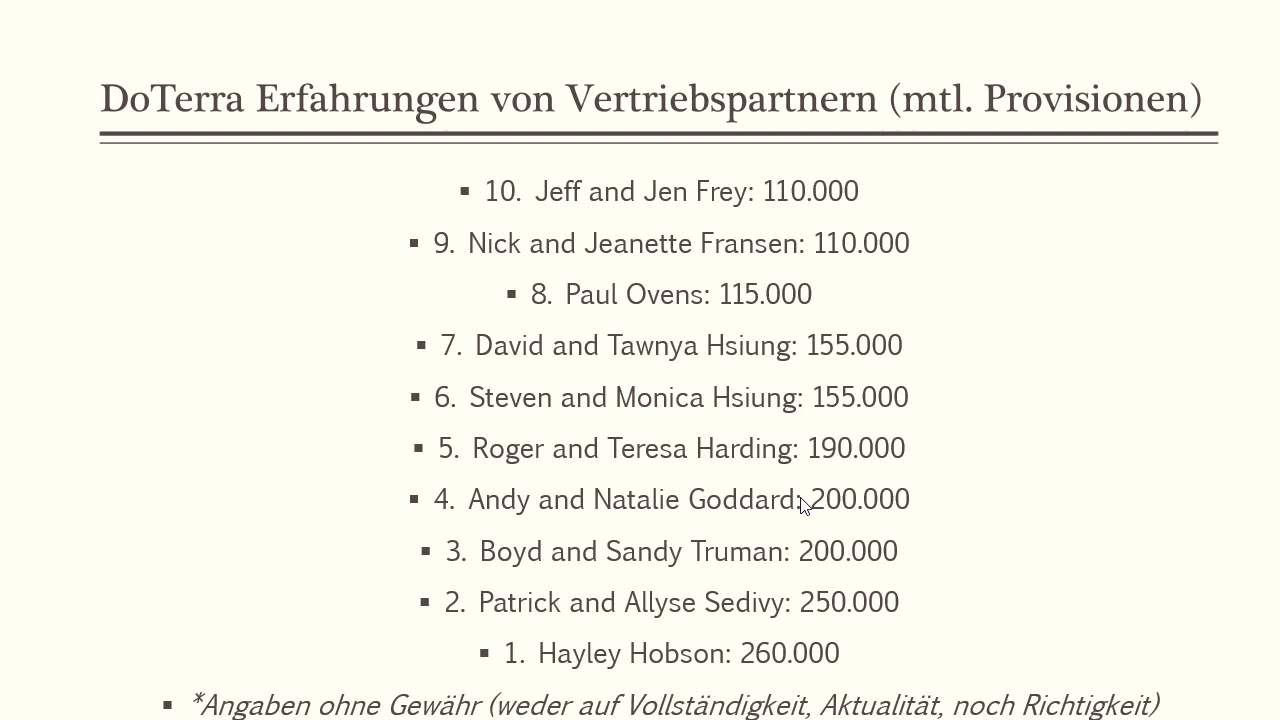 DoTerra Erfahrungen von Vertriebspartnern (mtl. Provisionen)
▪ 10. Jeff and Jen Frey: 110.000
▪ 9. Nick and Jeanette Fransen: 110.000
▪ 8. Paul Ovens: 115.000
▪ 7. David and Tawnya Hsiung: 155.000
▪ 6. Steven and Monica Hsiung: 155.000
▪ 5. Roger and Teresa Harding: 190.000
▪ 4. Andy and Natalie Goddard: 200.000
▪ 3. Boyd and Sandy Truman: 200.000
▪ 2. Patrick and Allyse Sedivy: 250.000
▪ 1. Hayley Hobson: 260.000
▪ *Angaben ohne Gewähr (weder auf Vollständigkeit, Aktualität, noch Richtigkeit)